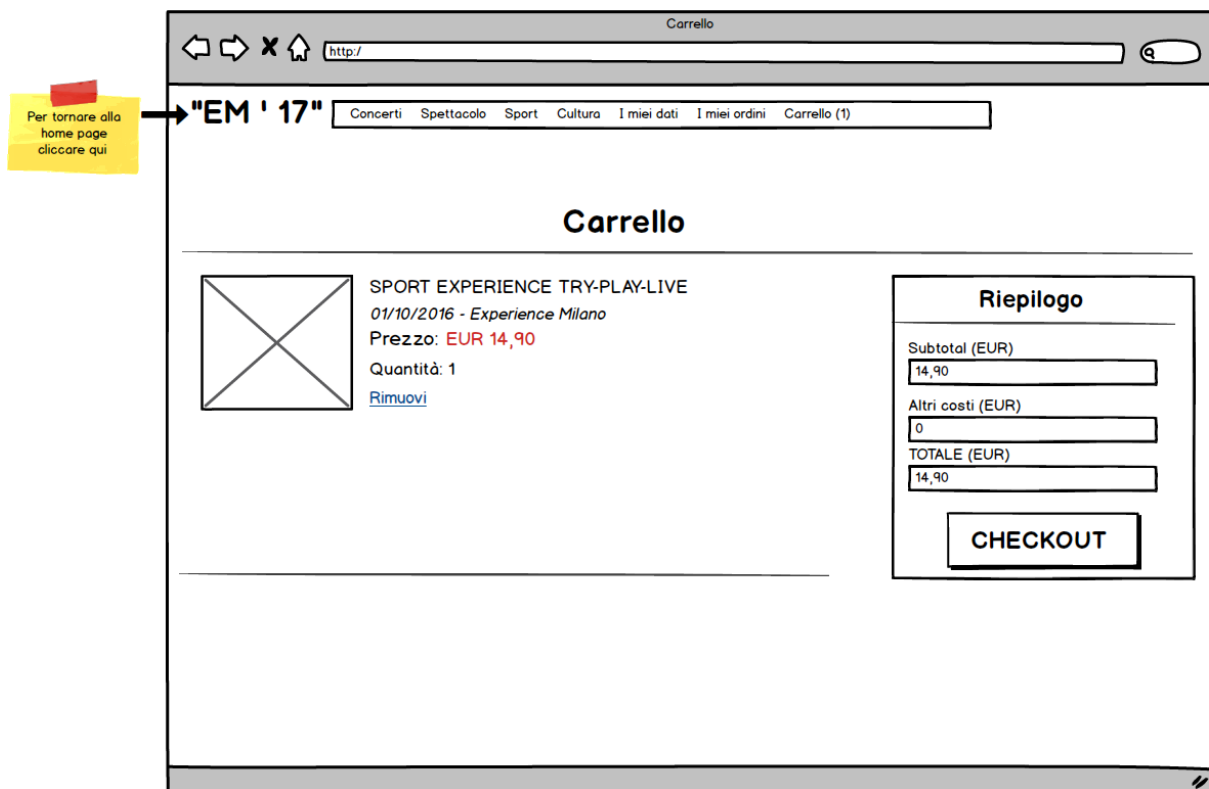 Carrello
http:/
Per tornare alla
home page
cliccare qui
"EM ' 17"
Concerti Spettacolo Sport Cultura I miei dati I miei ordini Carrello (1)
Carrello
SPORT EXPERIENCE TRY-PLAY-LIVE
01/10/2016 - Experience Milano
Prezzo: EUR 14,90
Quantità: 1
Rimuovi
Riepilogo
Subtotal (EUR)
14,90
Altri costi (EUR)
0
TOTALE (EUR)
14,90
CHECKOUT